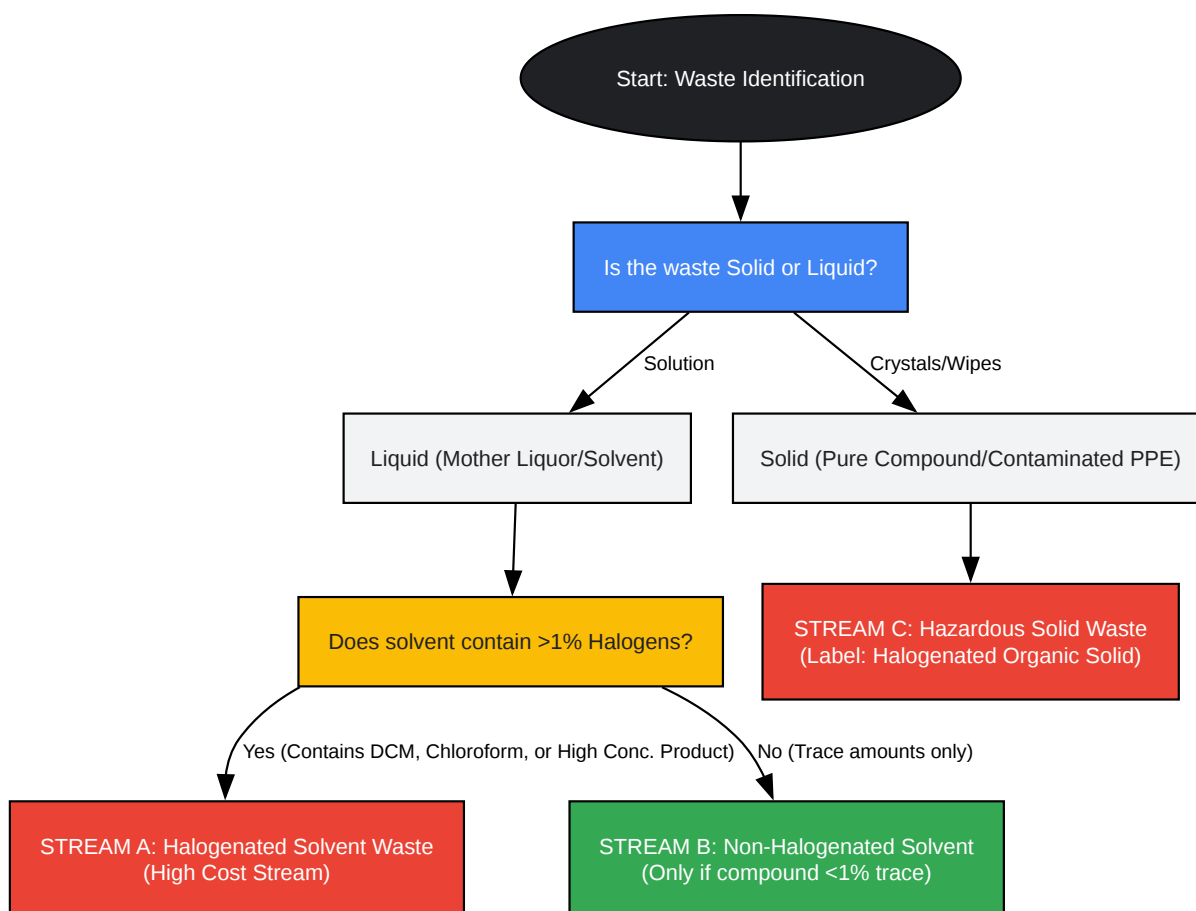 Start: Waste Identification
Is the waste Solid or Liquid?
Solution
Crystals/Wipes
Liquid (Mother Liquor/Solvent)
Solid (Pure Compound/Contaminated PPE)
Does solvent contain >1% Halogens?
STREAM C: Hazardous Solid Waste
(Label: Halogenated Organic Solid)
Yes (Contains DCM, Chloroform, or High Conc. Product)
No (Trace amounts only)
STREAM A: Halogenated Solvent Waste
(High Cost Stream)
STREAM B: Non-Halogenated Solvent
(Only if compound <1% trace)